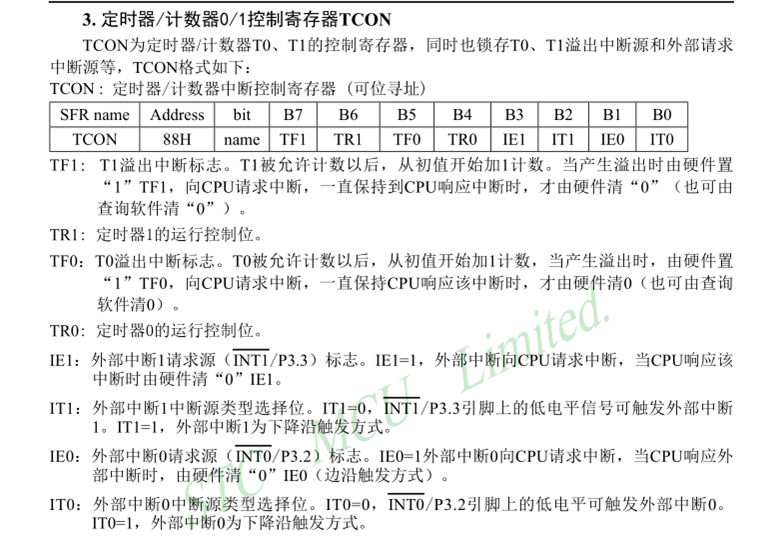 3. 定时器/计数器0/1控制寄存器TCON
TCON为定时器/计数器T0、T1的控制寄存器，同时也锁存T0、T1溢出中断源和外部请求
中断源等，TCON格式如下：
TCON : 定时器/计数器中断控制寄存器 (可位寻址)
SFR name Address bit B7 B6 B5 B4 B3 B2 B1 B0
TCON 88H name TF1 TR1 TF0 TR0 IE1 IT1 IE0 IT0
TF1: T1溢出中断标志。T1被允许计数以后，从初值开始加1计数。当产生溢出时由硬件置
“1”TF1，向CPU请求中断，一直保持到CPU响应中断时，才由硬件清“0”（也可由
查询软件清“0”）。
TR1: 定时器1的运行控制位。
TF0: T0溢出中断标志。T0被允许计数以后，从初值开始加1计数，当产生溢出时，由硬件置
“1”TF0，向CPU请求中断，一直保持CPU响应该中断时，才由硬件清0（也可由查询
软件清0）。
TR0: 定时器0的运行控制位。
IE1: 外部中断1请求源（INT1/P3.3）标志。IE1=1，外部中断向CPU请求中断，当CPU响应该
中断时由硬件清“0”IE1。
IT1: 外部中断1中断源类型选择位。IT1=0，INT1/P3.3引脚上的低电平信号可触发外部中断
1。IT1=1，外部中断1为下降沿触发方式。
IE0: 外部中断0请求源（INT0/P3.2）标志。IE0=1外部中断0向CPU请求中断，当CPU响应外
部中断时，由硬件清“0”IE0（边沿触发方式）。
IT0: 外部中断0中断源类型选择位。IT0=0，INT0/P3.2引脚上的低电平可触发外部中断0。
IT0=1，外部中断0为下降沿触发方式。
STC MCU Limited.